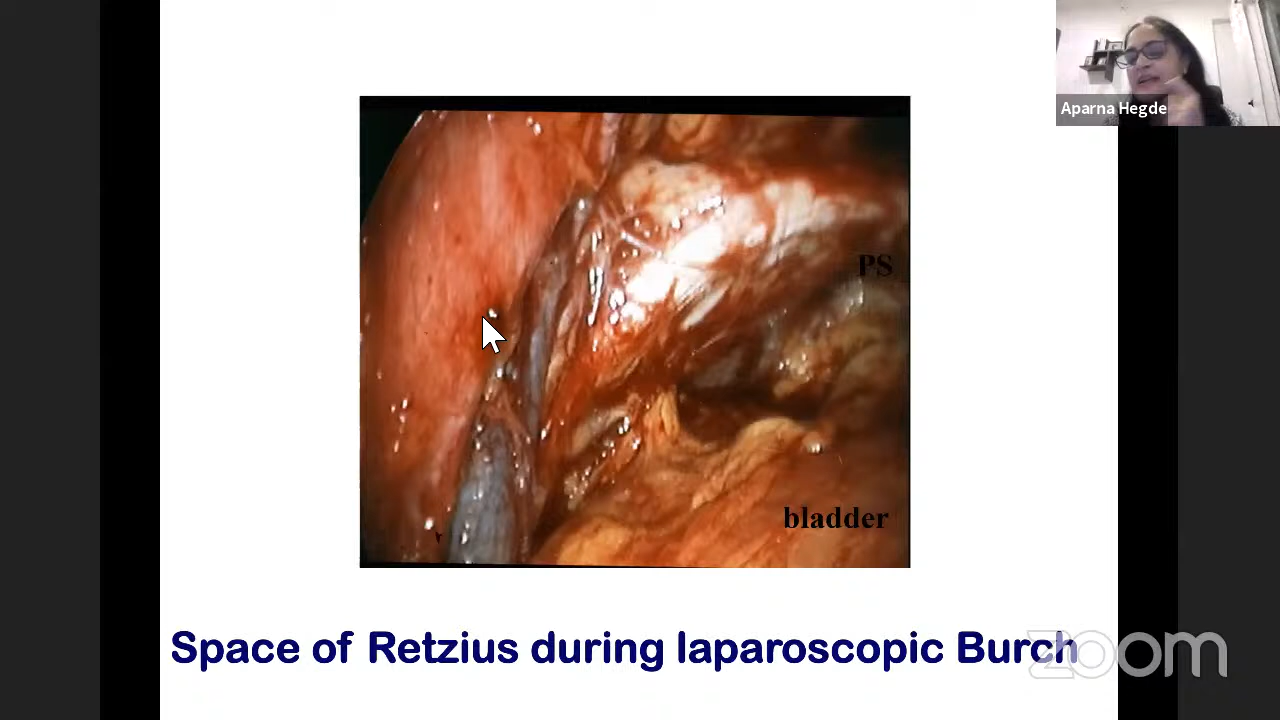 Aparna Hegde
PS
bladder
Space of Retzius during laparoscopic Burch
zoom